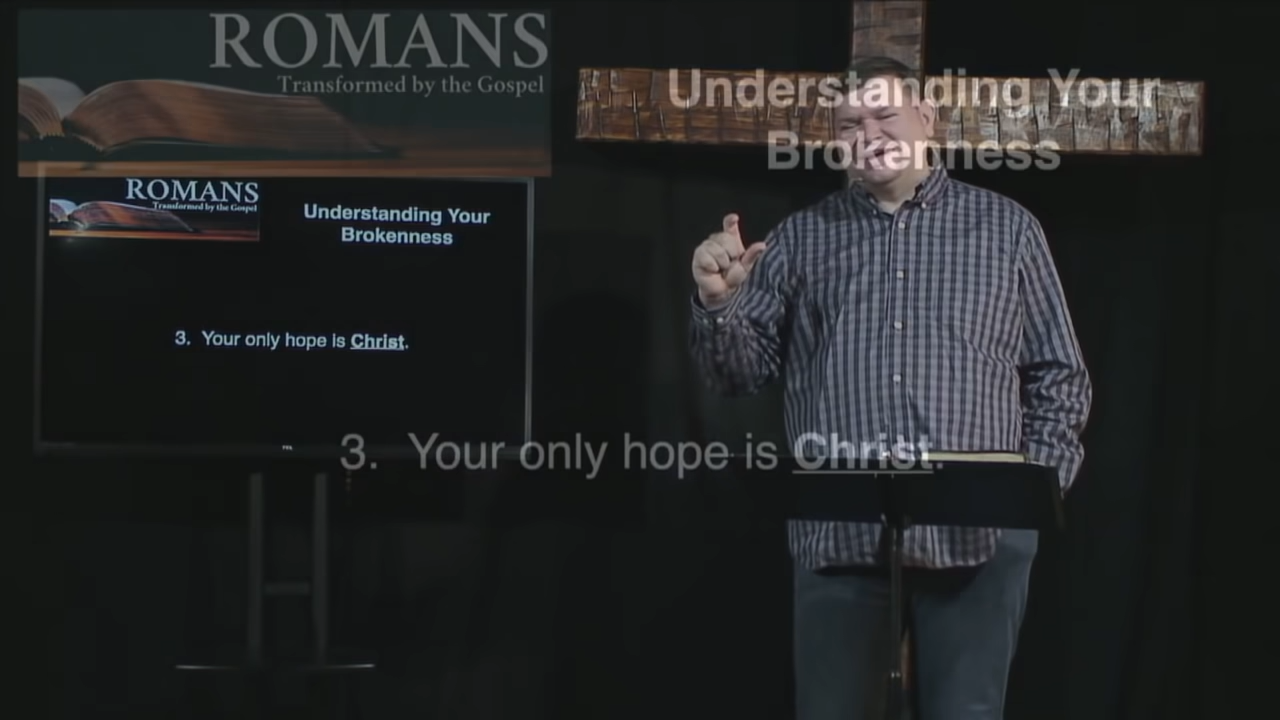 ROMANS
Transformed by the Gospel
Understanding Your
Brokenness
ROMANS
Transformed by the Gospel
Understanding Your
Brokenness
3. Your only hope is Christ.
3. Your only hope is Christ.